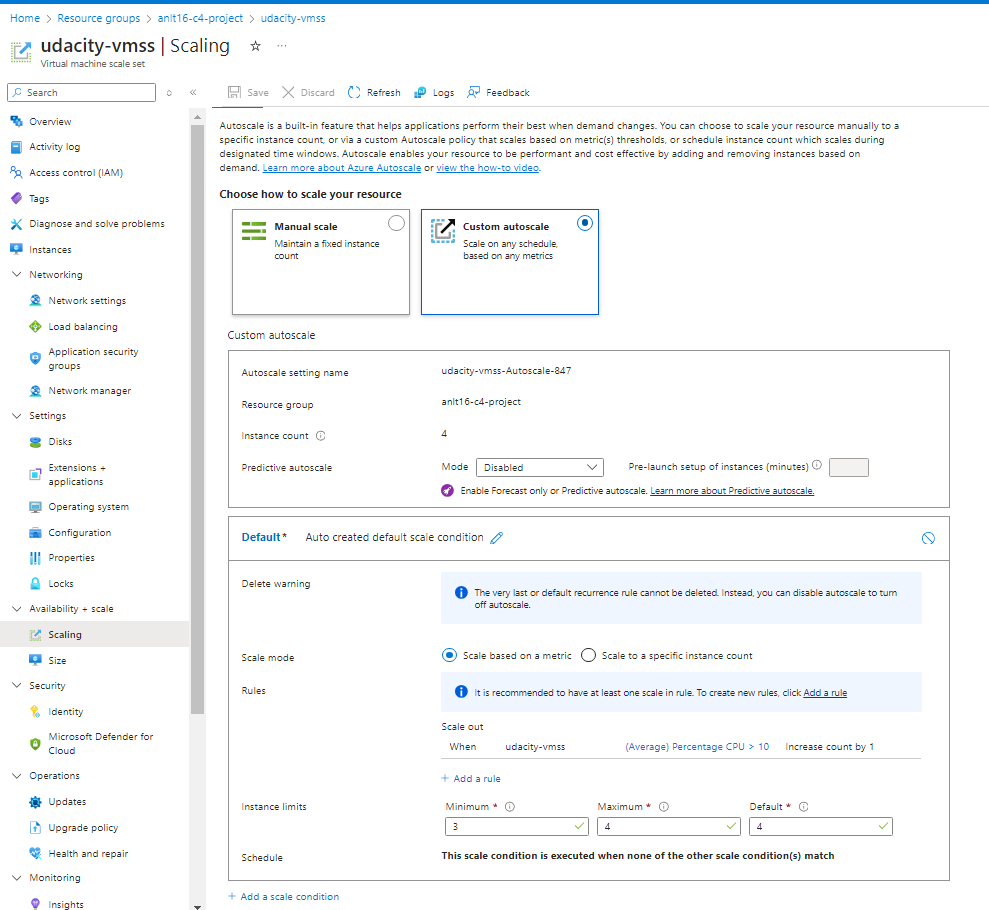 Home > Resource groups > anlt16-c4-project > udacity-vmss
udacity-vmss | Scaling
Virtual machine scale set
Search
Overview
Activity log
Access control (IAM)
Tags
Diagnose and solve problems
Instances
Networking
Network settings
Load balancing
Application security
groups
Network manager
Settings
Disks
Extensions +
applications
Operating system
Configuration
Properties
Locks
Availability + scale
Scaling
Size
Security
Identity
Microsoft Defender for
Cloud
Operations
Updates
Upgrade policy
Health and repair
Monitoring
Insights
Save Discard Refresh Logs Feedback
Autoscale is a built-in feature that helps applications perform their best when demand changes. You can choose to scale your resource manually to a
specific instance count, or via a custom Autoscale policy that scales based on metric(s) thresholds, or schedule instance count which scales during
designated time windows. Autoscale enables your resource to be performant and cost effective by adding and removing instances based on
demand. Learn more about Azure Autoscale or view the how-to video.
Choose how to scale your resource
Manual scale
Maintain a fixed instance
count
Custom autoscale
Scale on any schedule,
based on any metrics
Custom autoscale
Autoscale setting name udacity-vmss-Autoscale-847
Resource group anlt16-c4-project
Instance count 4
Predictive autoscale Mode Disabled Pre-launch setup of instances (minutes)
Enable Forecast only or Predictive autoscale. Learn more about Predictive autoscale.
Default* Auto created default scale condition
Delete warning
The very last or default recurrence rule cannot be deleted. Instead, you can disable autoscale to turn
off autoscale.
Scale mode Scale based on a metric Scale to a specific instance count
Rules It is recommended to have at least one scale in rule. To create new rules, click Add a rule
Scale out
When udacity-vmss (Average) Percentage CPU > 10 Increase count by 1
+ Add a rule
Instance limits Minimum * Maximum * Default *
3 4 4
Schedule This scale condition is executed when none of the other scale condition(s) match
+ Add a scale condition